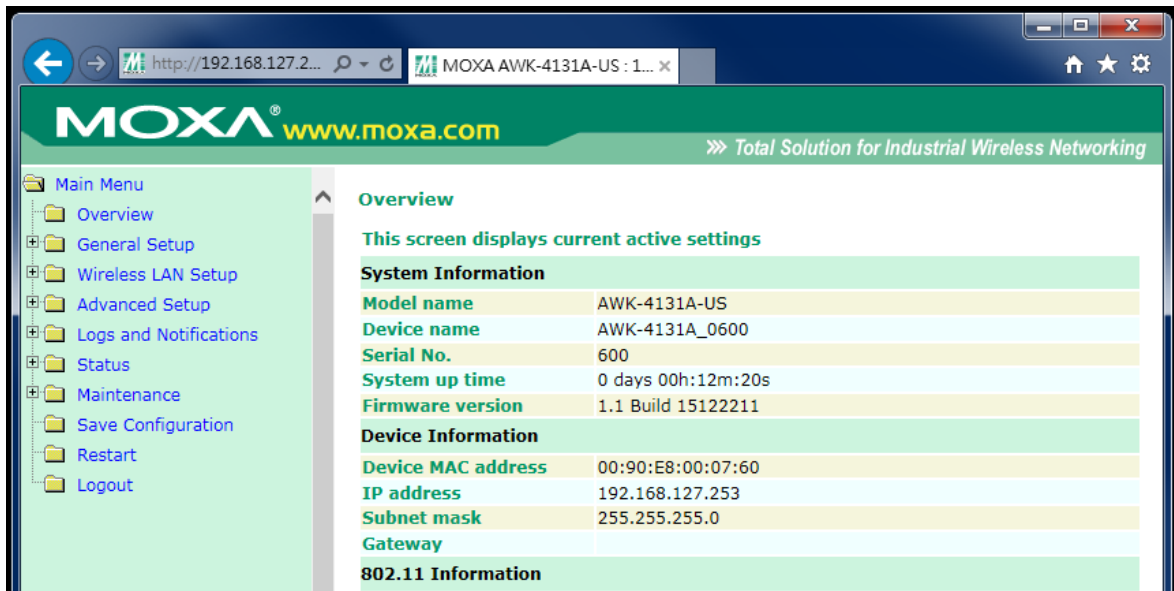 http://192.168.127.2... MOXA AWK-4131A-US : 1...
MOXA® www.moxa.com
Total Solution for Industrial Wireless Networking
Main Menu
Overview
General Setup
Wireless LAN Setup
Advanced Setup
Logs and Notifications
Status
Maintenance
Save Configuration
Restart
Logout
Overview
This screen displays current active settings
System Information
Model name AWK-4131A-US
Device name AWK-4131A_0600
Serial No. 600
System up time 0 days 00h:12m:20s
Firmware version 1.1 Build 15122211
Device Information
Device MAC address 00:90:E8:00:07:60
IP address 192.168.127.253
Subnet mask 255.255.255.0
Gateway
802.11 Information